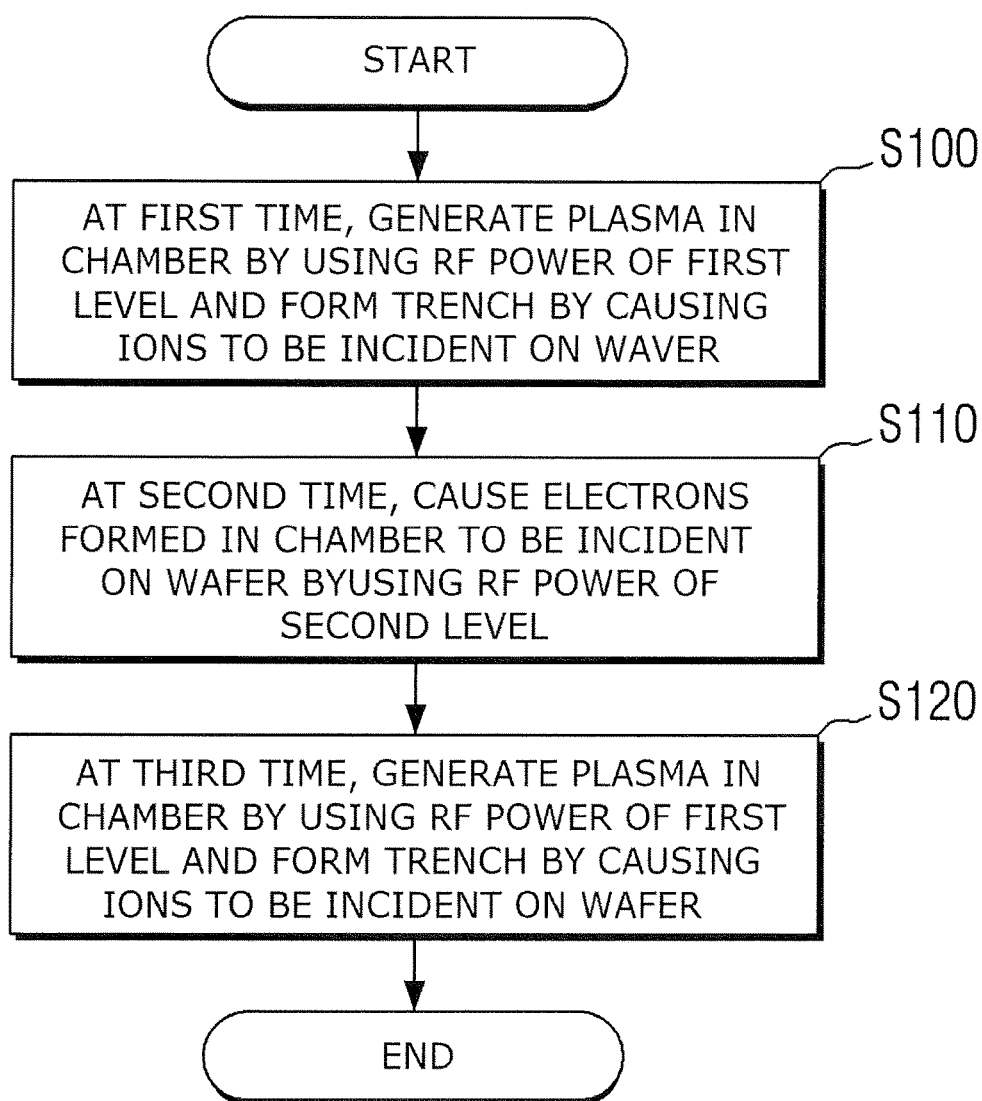 START
S100
AT FIRST TIME, GENERATE PLASMA IN
CHAMBER BY USING RF POWER OF FIRST
LEVEL AND FORM TRENCH BY CAUSING
IONS TO BE INCIDENT ON WAVER
S110
AT SECOND TIME, CAUSE ELECTRONS
FORMED IN CHAMBER TO BE INCIDENT
ON WAFER BYUSING RF POWER OF
SECOND LEVEL
S120
AT THIRD TIME, GENERATE PLASMA IN
CHAMBER BY USING RF POWER OF FIRST
LEVEL AND FORM TRENCH BY CAUSING
IONS TO BE INCIDENT ON WAFER
END